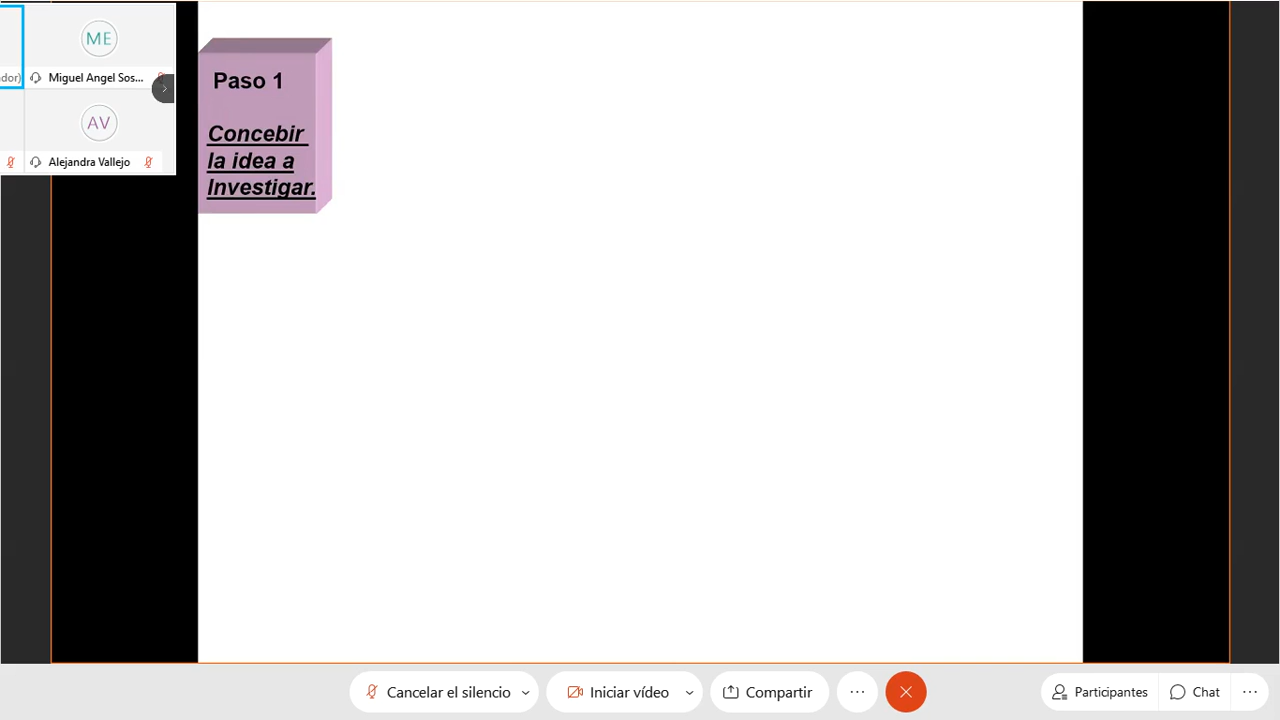 ME
Miguel Angel Sos...
dor)
AV
Alejandra Vallejo
Paso 1
Concebir
la idea a
Investigar.
Cancelar el silencio
Iniciar vídeo
Compartir
Participantes
Chat